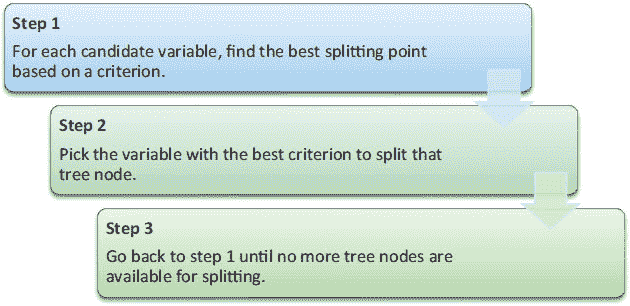 Step 1
For each candidate variable, find the best splitting point
based on a criterion.
Step 2
Pick the variable with the best criterion to split that
tree node.
Step 3
Go back to step 1 until no more tree nodes are
available for splitting.